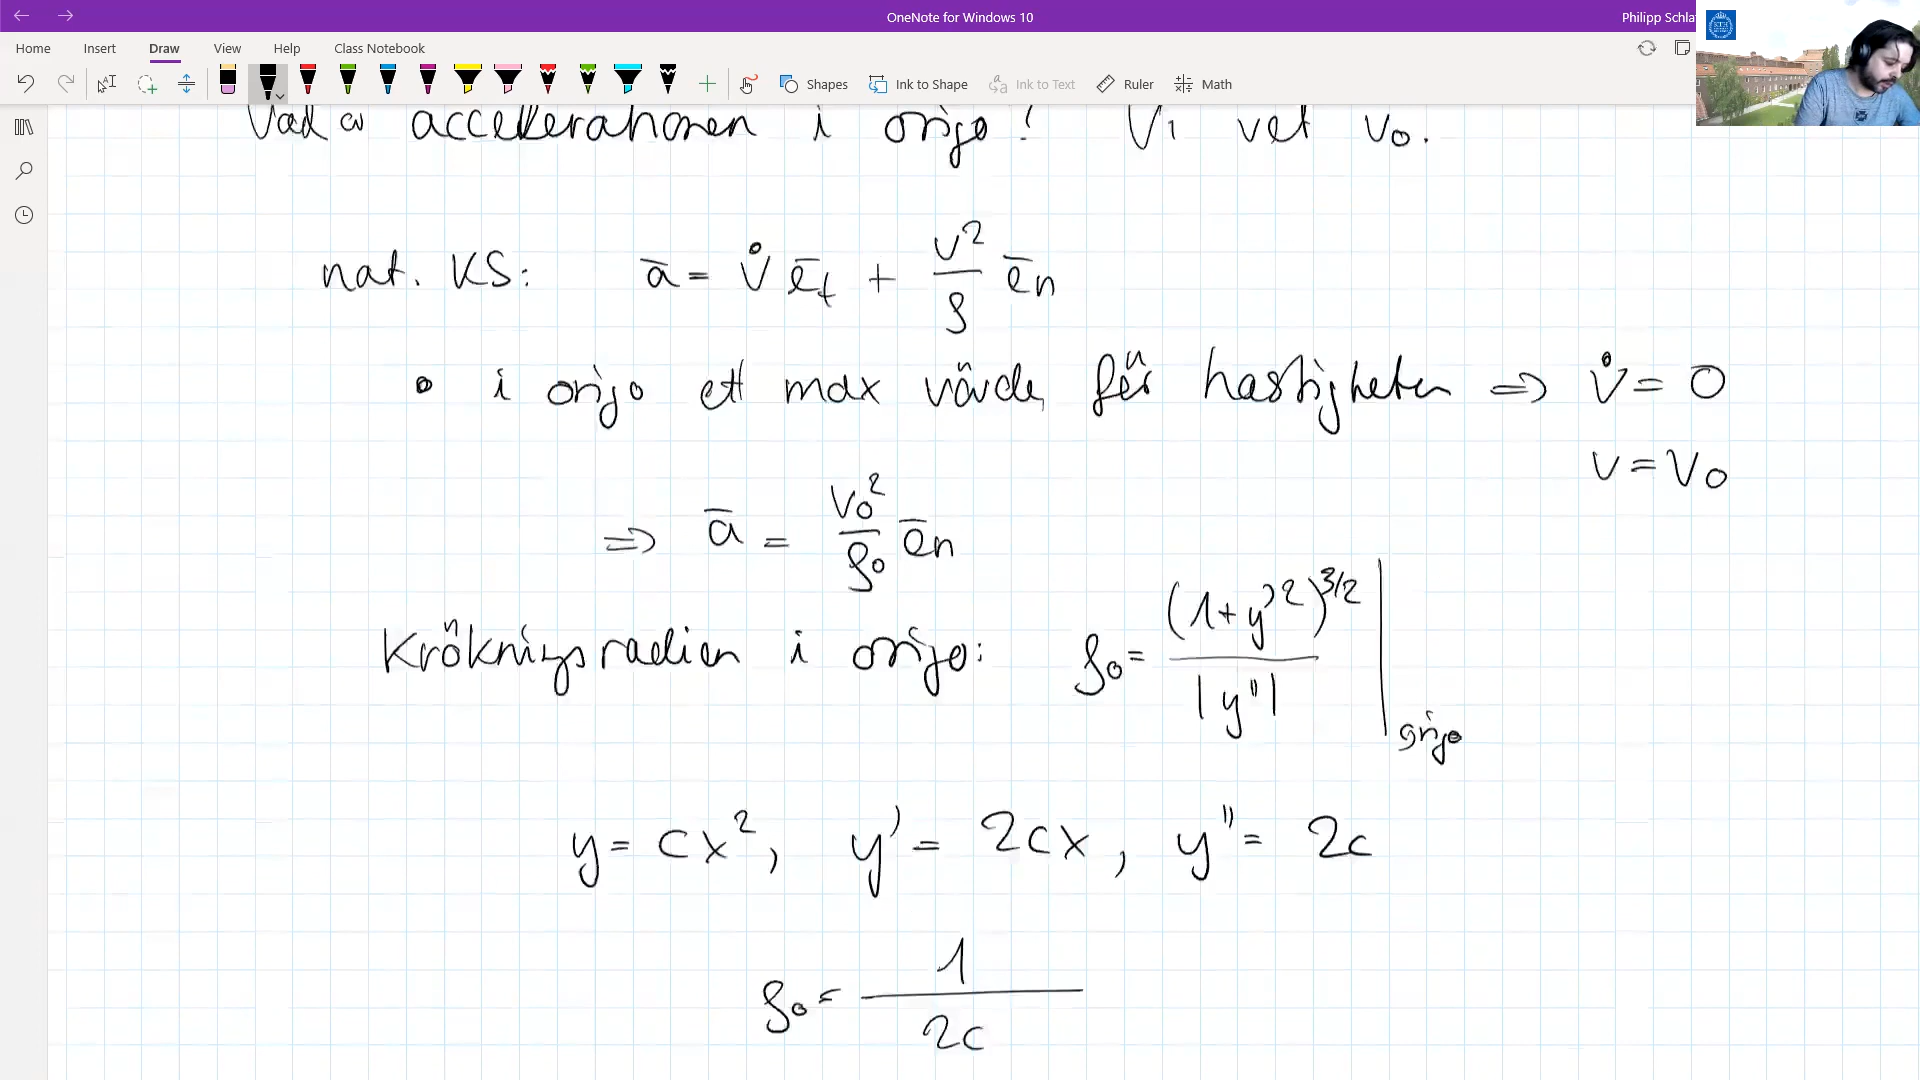 OneNote for Windows 10
Philipp Schla
Home Insert Draw View Help Class Notebook
Shapes Ink to Shape Ink to Text Ruler Math
Vad är accelerationen i origo? Vi vet v₀.
nat. KS: ā = v̊ ē_t + v²/ρ ē_n
• i origo ett max värde för hastigheten => v̊ = 0
v = v₀
=> ā = v₀²/ρ₀ ē_n
Krökningsradien i origo: ρ₀ = (1+y'²)^3/2 / |y''| | origo
y = cx², y' = 2cx, y'' = 2c
ρ₀ = 1/2c